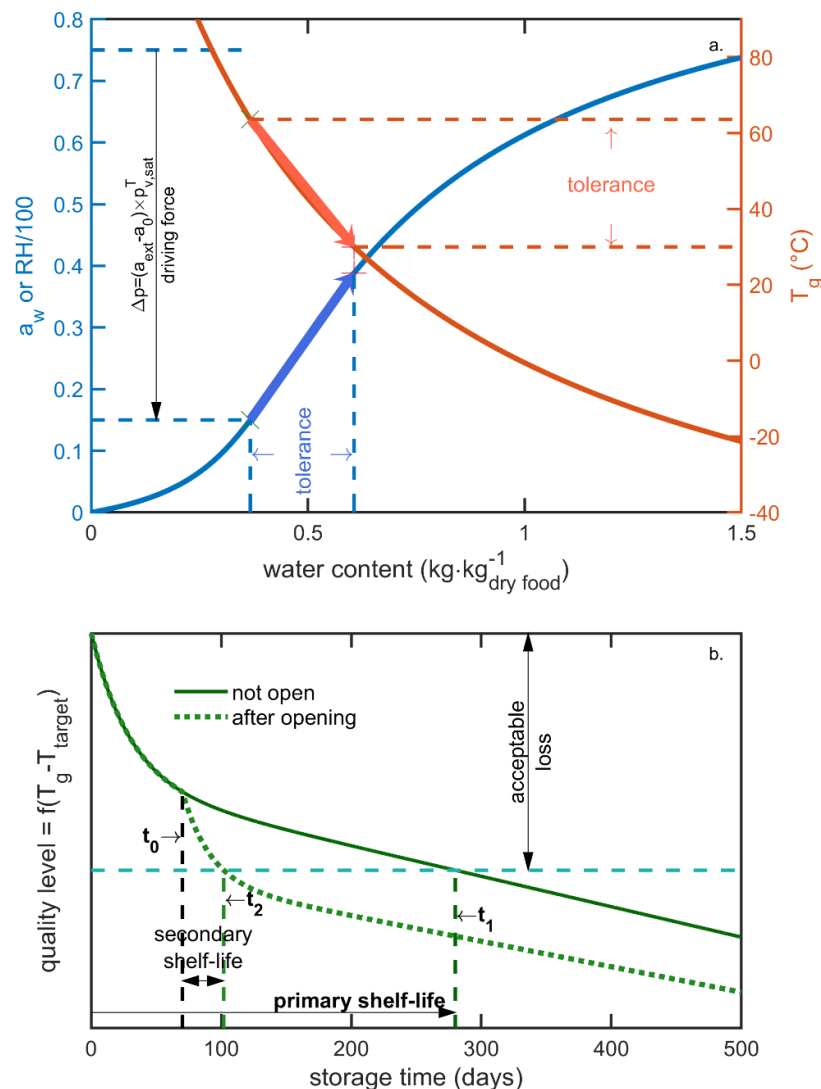 a.
0.8
0.7
0.6
0.5
0.4
0.3
0.2
0.1
0
a_w or RH/100
Δp=(a_ext-a_0)×p^T_v,sat
driving force
tolerance
tolerance
80
60
40
20
0
-20
-40
T_g (°C)
0
0.5
1
1.5
water content (kg·kg^-1_dry food)
b.
not open
after opening
acceptable
loss
quality level = f(T_g-T_target)
t_0→
←t_2
←t_1
secondary
shelf-life
primary shelf-life
0
100
200
300
400
500
storage time (days)